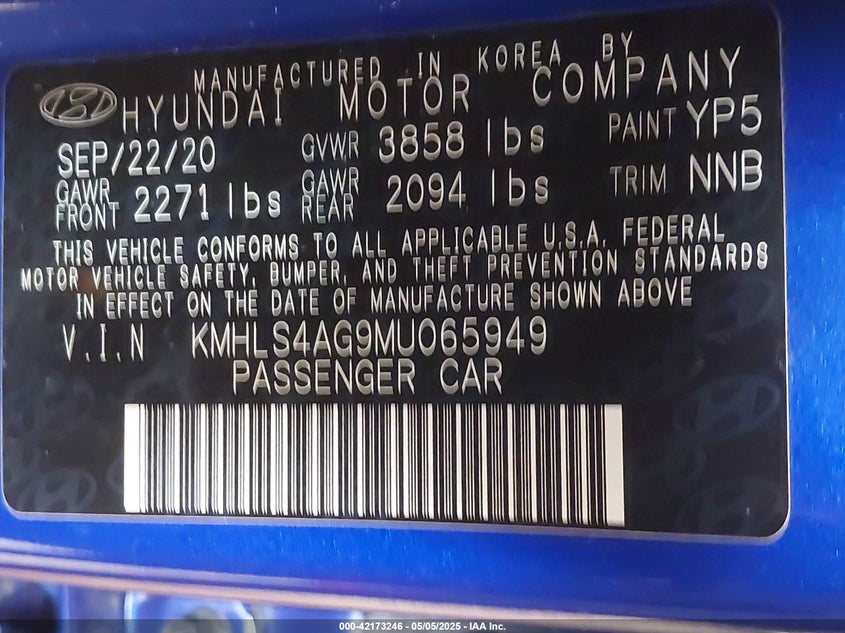 MANUFACTURED IN KOREA BY
HYUNDAI MOTOR COMPANY
SEP/22/20 GVWR 3858 lbs PAINT YP5
GAWR FRONT 2271 lbs GAWR REAR 2094 lbs TRIM NNB
THIS VEHICLE CONFORMS TO ALL APPLICABLE U.S.A. FEDERAL
MOTOR VEHICLE SAFETY, BUMPER, AND THEFT PREVENTION STANDARDS
IN EFFECT ON THE DATE OF MANUFACTURE SHOWN ABOVE
V.I.N KMHLS4AG9MU065949
PASSENGER CAR
000-42173246 - 05/05/2025 - IAA Inc.